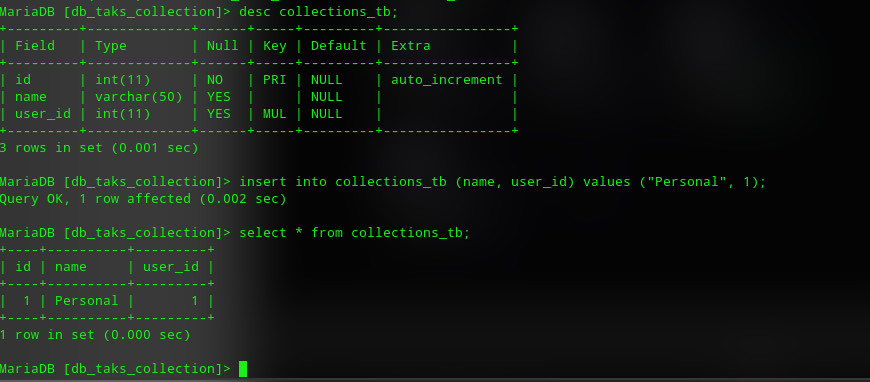 MariaDB [db_taks_collection]> desc collections_tb;
+---------+-------------+------+-----+---------+----------------+
| Field   | Type        | Null | Key | Default | Extra          |
+---------+-------------+------+-----+---------+----------------+
| id      | int(11)     | NO   | PRI | NULL    | auto_increment |
| name    | varchar(50) | YES  |     | NULL    |                |
| user_id | int(11)     | YES  | MUL | NULL    |                |
+---------+-------------+------+-----+---------+----------------+
3 rows in set (0.001 sec)
MariaDB [db_taks_collection]> insert into collections_tb (name, user_id) values ("Personal", 1);
Query OK, 1 row affected (0.002 sec)
MariaDB [db_taks_collection]> select * from collections_tb;
+----+----------+---------+
| id | name     | user_id |
+----+----------+---------+
|  1 | Personal |       1 |
+----+----------+---------+
1 row in set (0.000 sec)
MariaDB [db_taks_collection]>